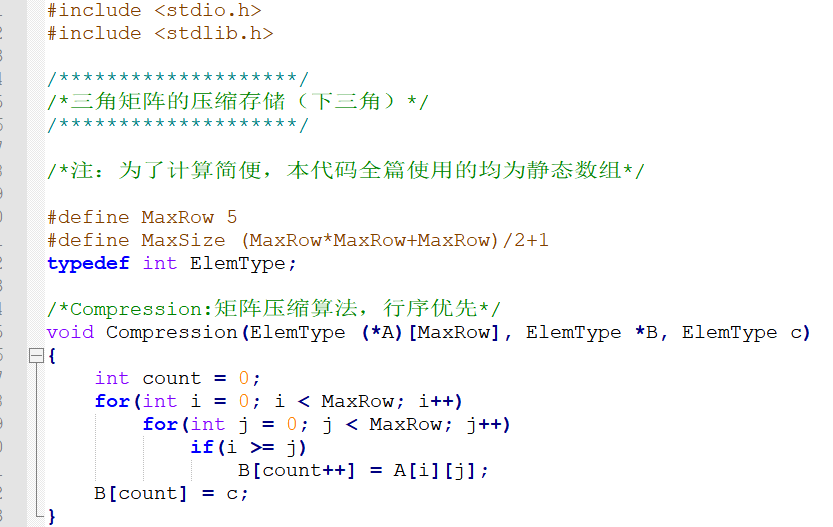 #include <stdio.h>
#include <stdlib.h>
/********************/
/*三角矩阵的压缩存储（下三角）*/
/********************/
/*注：为了计算简便，本代码全篇使用的均为静态数组*/
#define MaxRow 5
#define MaxSize (MaxRow*MaxRow+MaxRow)/2+1
typedef int ElemType;
/*Compression:矩阵压缩算法，行序优先*/
void Compression(ElemType (*A)[MaxRow], ElemType *B, ElemType c)
{
    int count = 0;
    for(int i = 0; i < MaxRow; i++)
        for(int j = 0; j < MaxRow; j++)
            if(i >= j)
                B[count++] = A[i][j];
    B[count] = c;
}